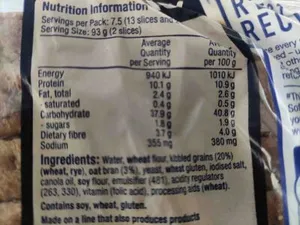 Nutrition Information
Servings per Pack: 7.5 (13 slices and
Serving Size: 93 g (2 slices)
Average Quantity per Serving Average Quantity per 100 g
Energy 940 kJ 1010 kJ
Protein 10.1 g 10.9 g
Fat, total 2.4 g 2.6 g
- saturated 0.4 g 0.5 g
Carbohydrate 37.9 g 40.8 g
- sugars 1.8 g 1.9 g
Dietary fibre 3.7 g 4.0 g
Sodium 355 mg 380 mg
Ingredients: Water, wheat flour, kibbled grains (20%)
(wheat, rye), oat bran (3%), yeast, wheat gluten, iodised salt,
canola oil, soy flour, emulsifier (481), acidity regulators
(263, 330), vitamin (folic acid), processing aids (wheat).
Contains soy, wheat, gluten.
Made on a line that also produces products
REC
every